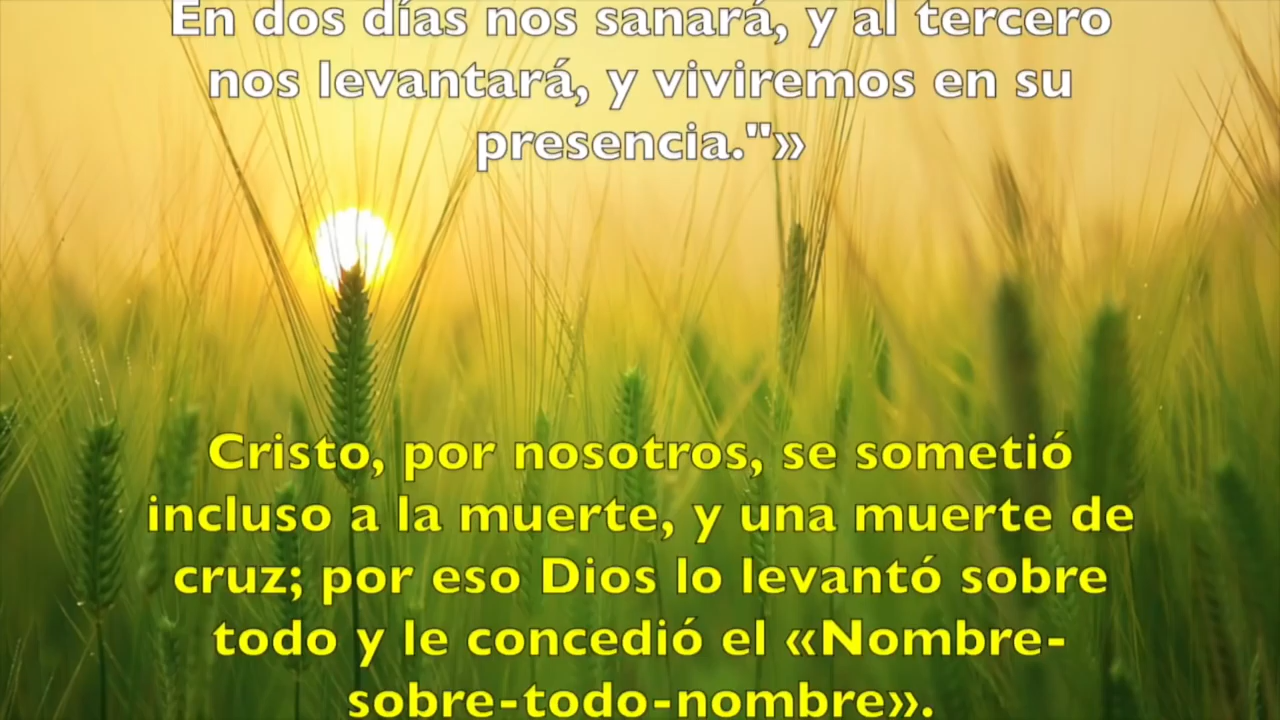 En dos días nos sanará, y al tercero
nos levantará, y viviremos en su
presencia."»
Cristo, por nosotros, se sometió
incluso a la muerte, y una muerte de
cruz; por eso Dios lo levantó sobre
todo y le concedió el «Nombre-
sobre-todo-nombre».